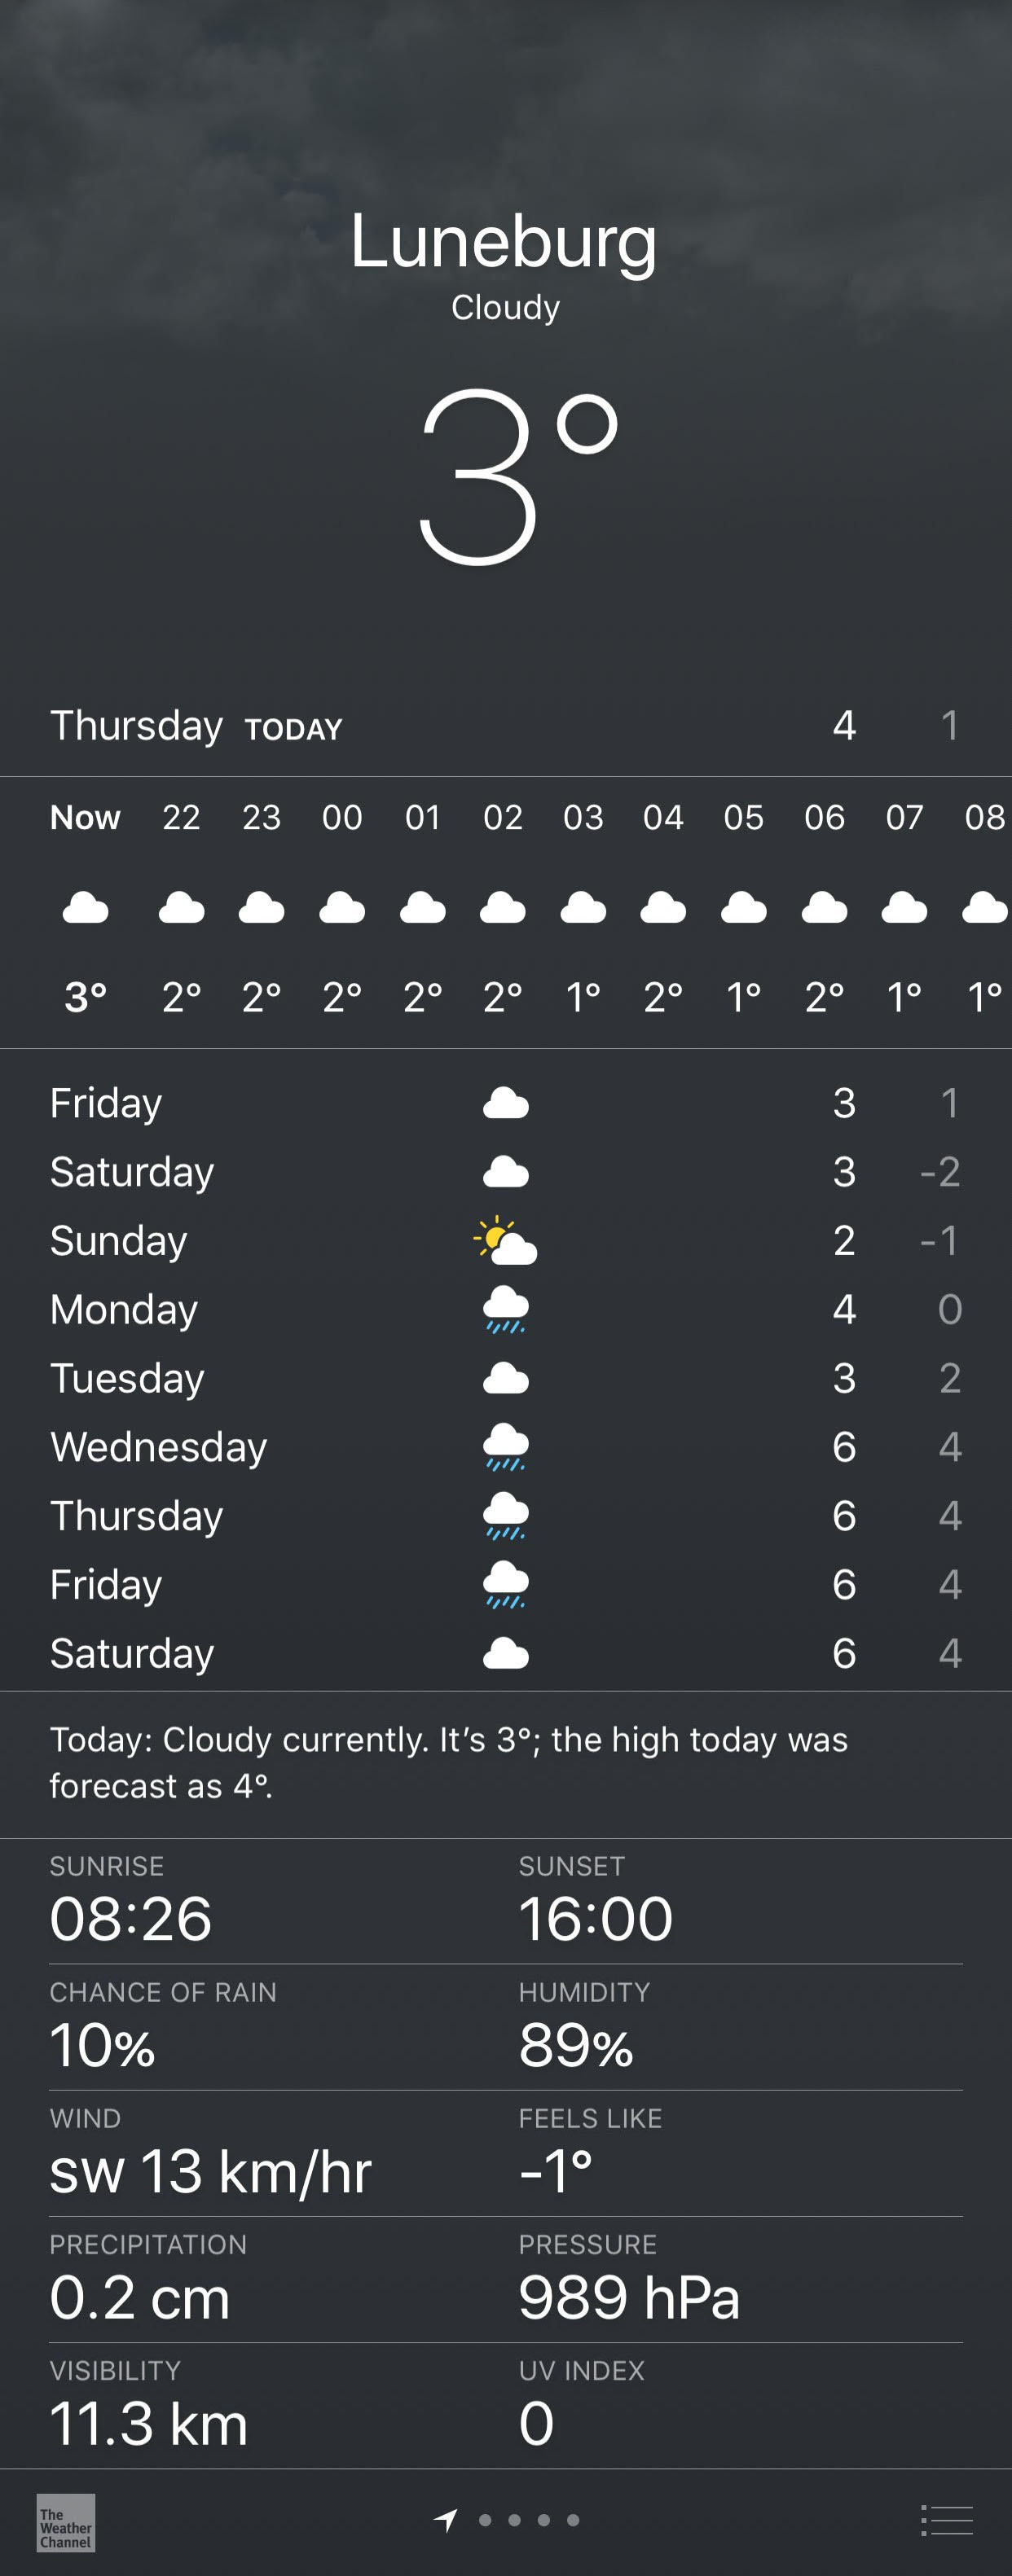 Luneburg
Cloudy
3°
Thursday TODAY 4 1
Now 22 23 00 01 02 03 04 05 06 07 08
3° 2° 2° 2° 2° 2° 1° 2° 1° 2° 1° 1°
Friday 3 1
Saturday 3 -2
Sunday 2 -1
Monday 4 0
Tuesday 3 2
Wednesday 6 4
Thursday 6 4
Friday 6 4
Saturday 6 4
Today: Cloudy currently. It’s 3°; the high today was
forecast as 4°.
SUNRISE SUNSET
08:26 16:00
CHANCE OF RAIN HUMIDITY
10% 89%
WIND FEELS LIKE
sw 13 km/hr -1°
PRECIPITATION PRESSURE
0.2 cm 989 hPa
VISIBILITY UV INDEX
11.3 km 0
The
Weather
Channel